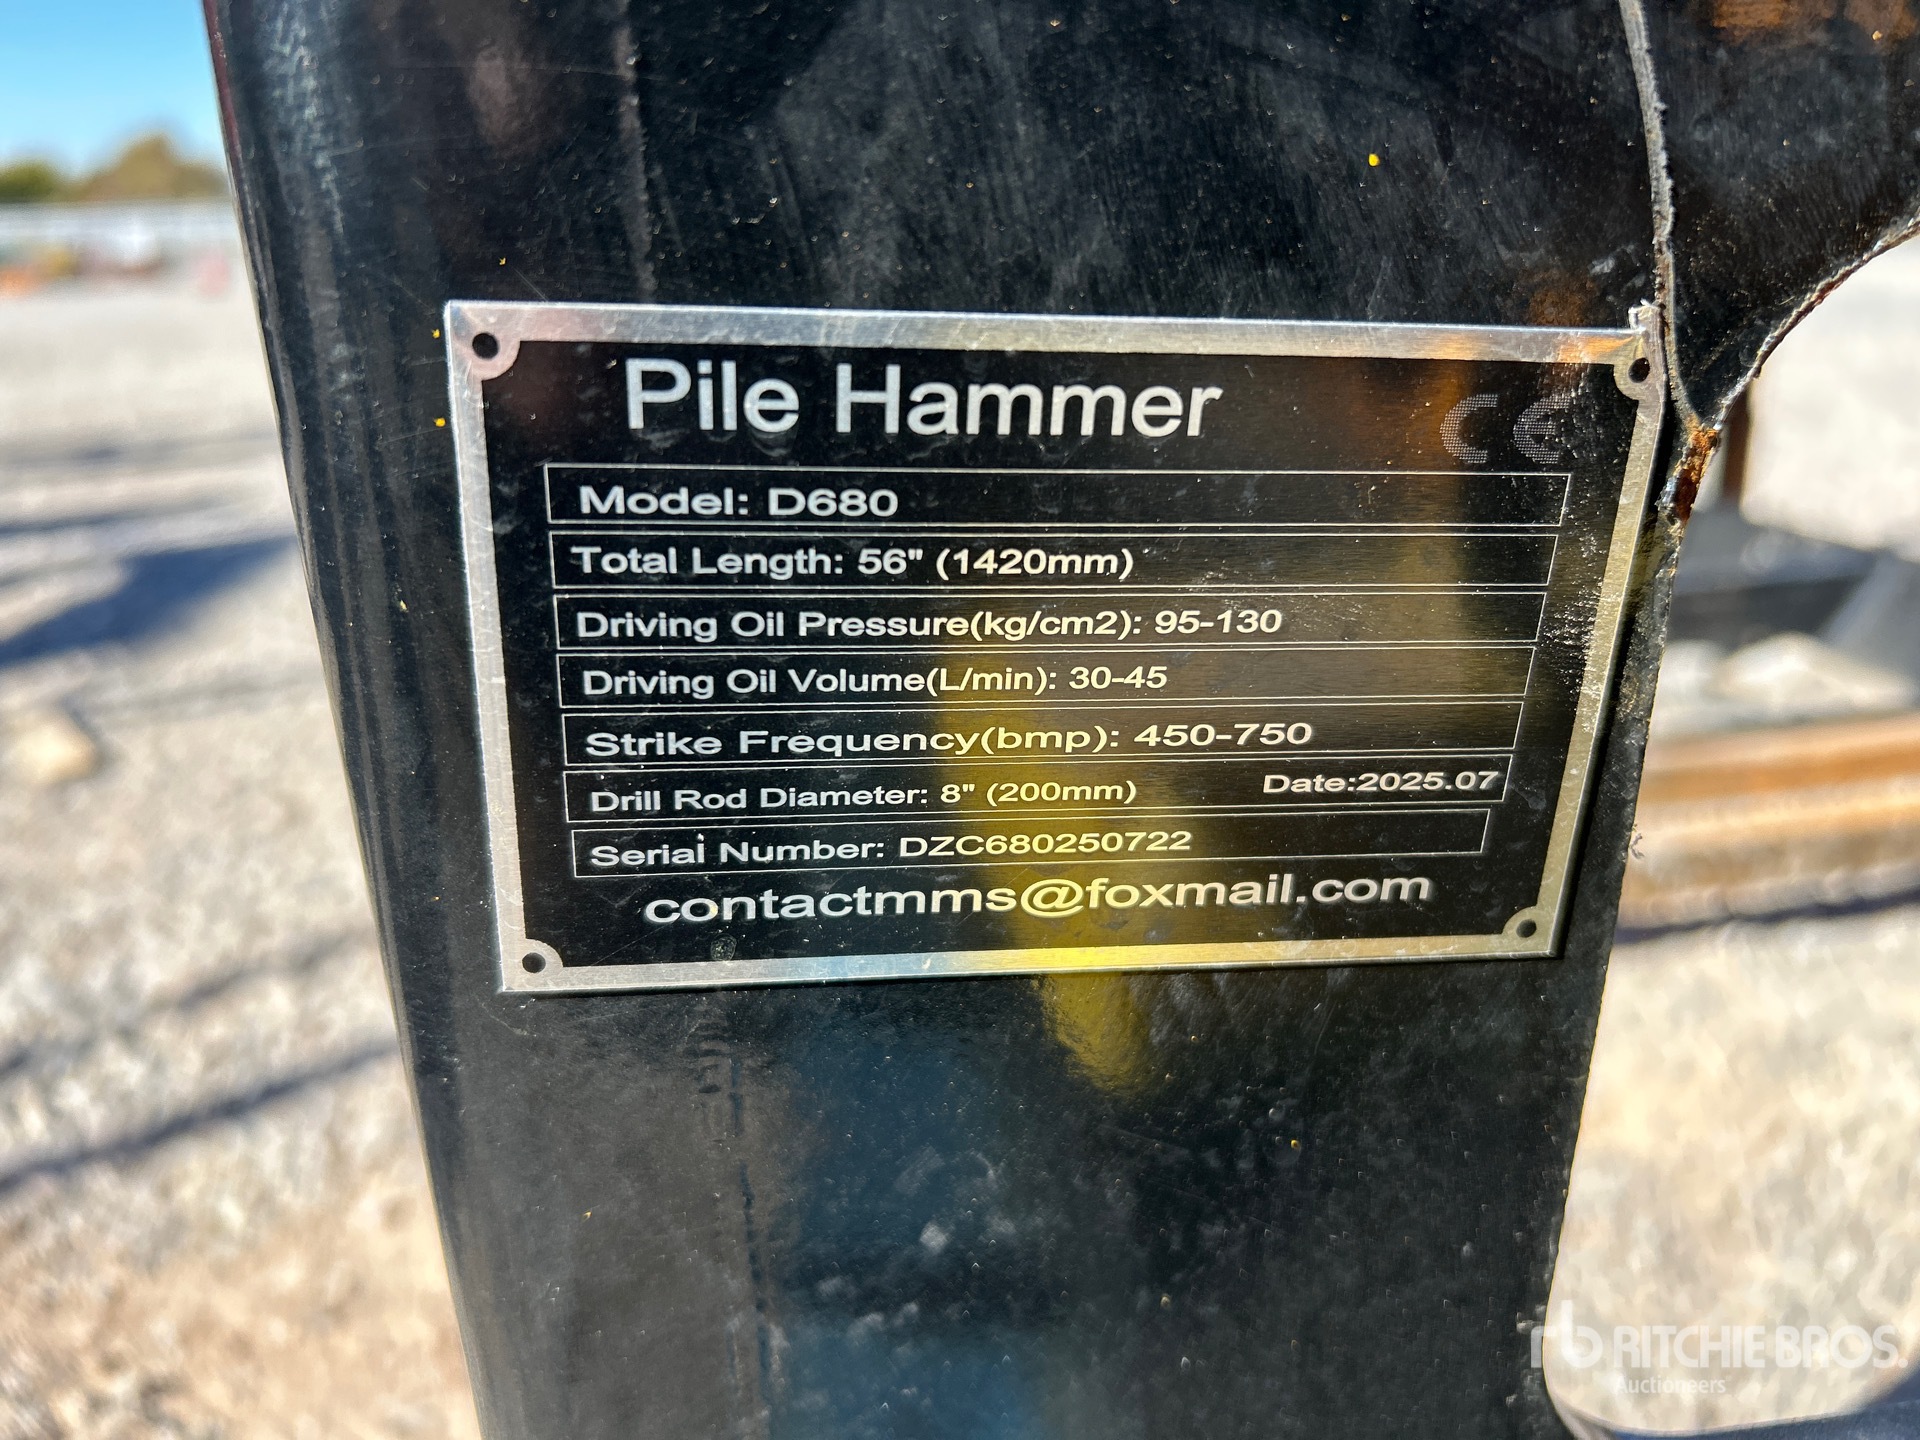 Pile Hammer
CE
Model: D680
Total Length: 56" (1420mm)
Driving Oil Pressure(kg/cm2): 95-130
Driving Oil Volume(L/min): 30-45
Strike Frequency(bmp): 450-750
Drill Rod Diameter: 8" (200mm) Date:2025.07
Serial Number: DZC680250722
contactmms@foxmail.com
rb RITCHIE BROS.
Auctioneers